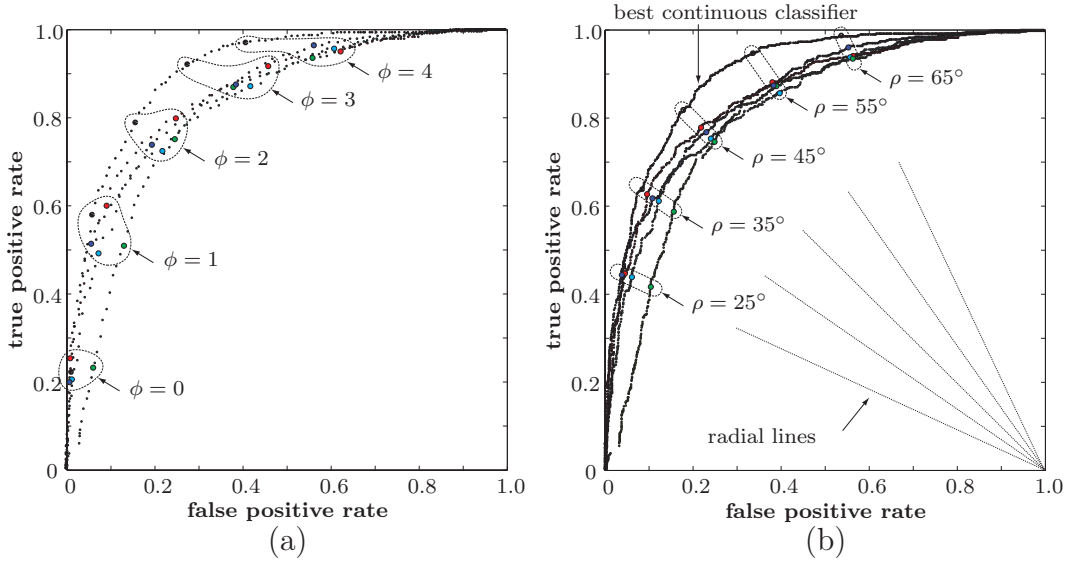 1.0
0.8
0.6
0.4
0.2
0
0 0.2 0.4 0.6 0.8 1.0
true positive rate
false positive rate
ϕ = 4
ϕ = 3
ϕ = 2
ϕ = 1
ϕ = 0
(a)
best continuous classifier
1.0
0.8
0.6
0.4
0.2
0
0 0.2 0.4 0.6 0.8 1.0
true positive rate
false positive rate
ρ = 65°
ρ = 55°
ρ = 45°
ρ = 35°
ρ = 25°
radial lines
(b)